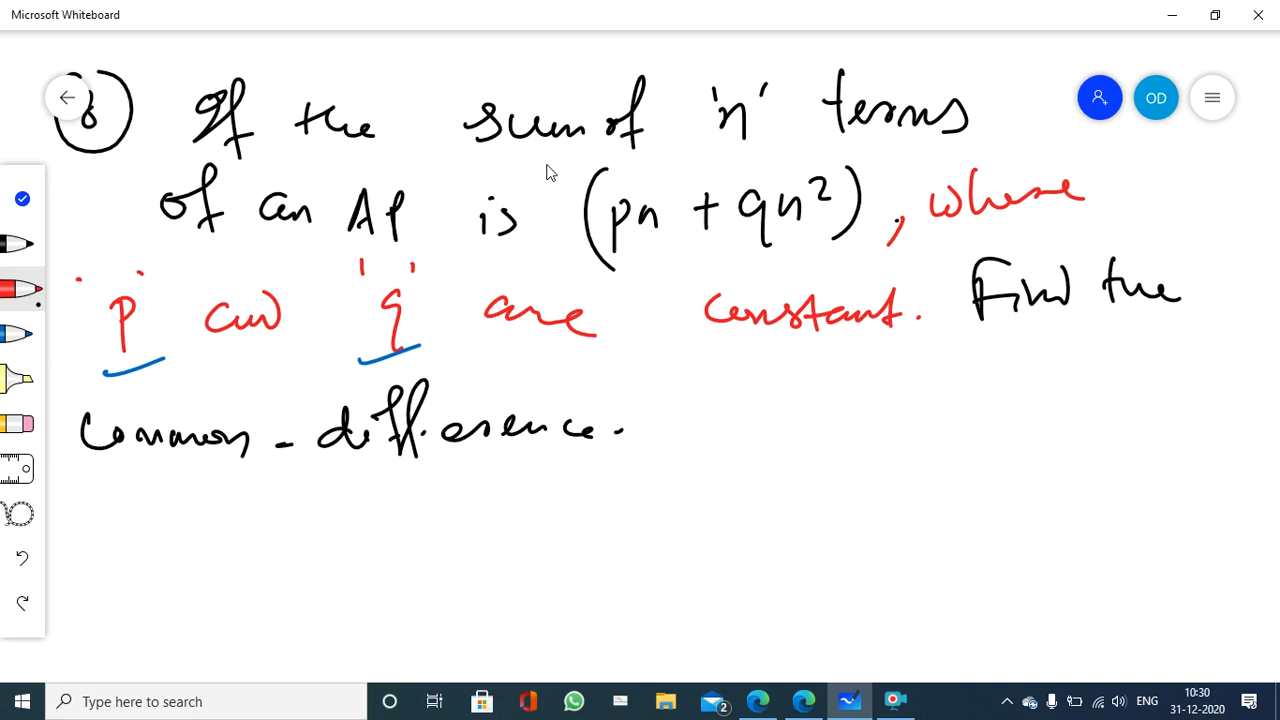 Microsoft Whiteboard
If the sum of 'n' terms
of an AP is (pn + qn²), where
'p' and 'q' are constant. Find the
common - difference.
OD
Type here to search
2
ENG
10:30
31-12-2020